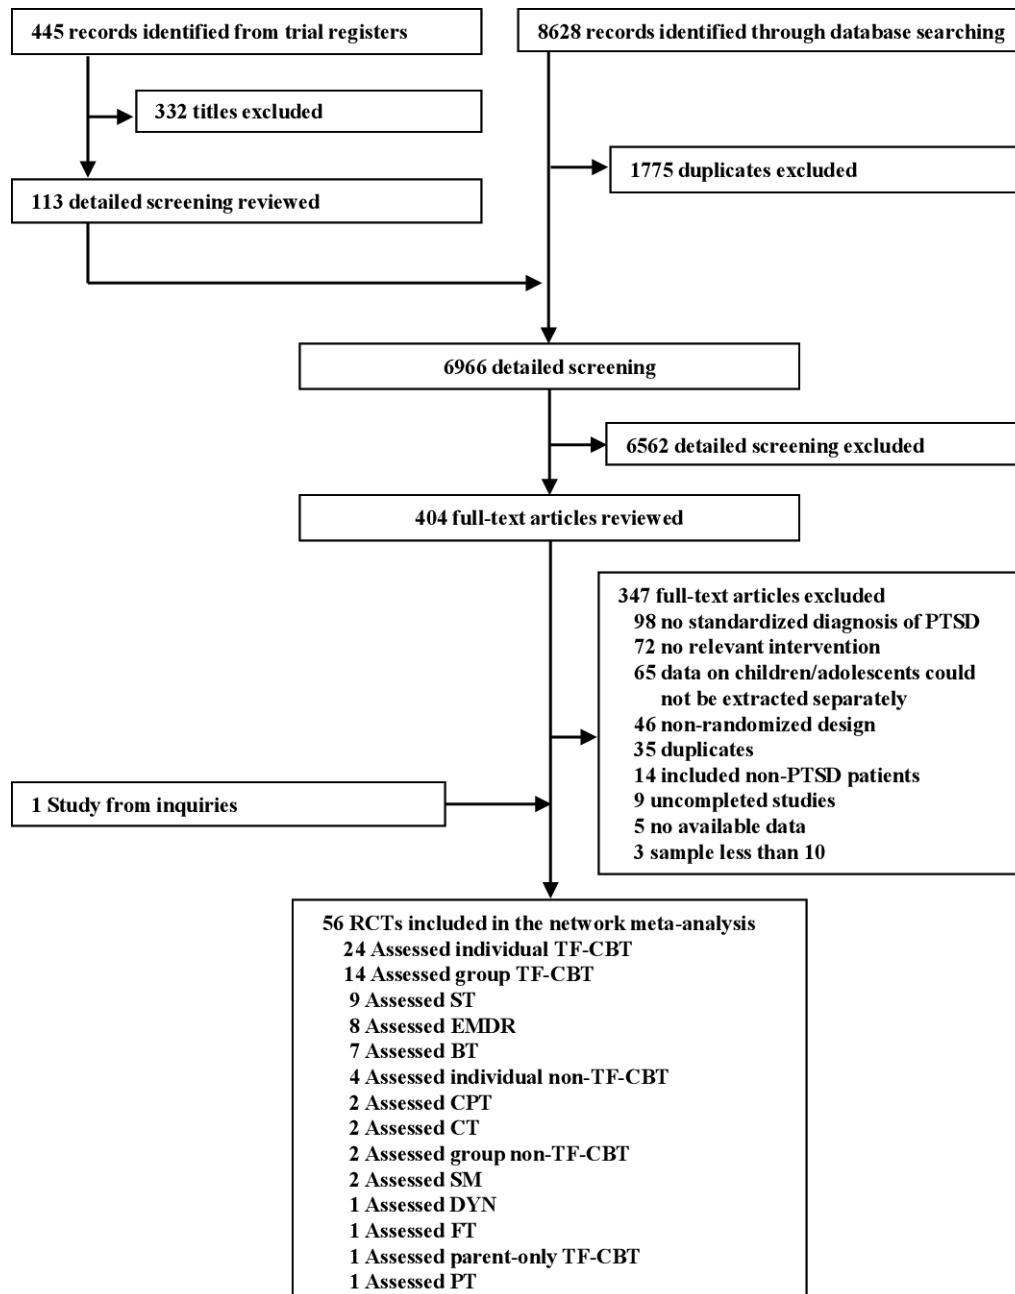 445 records identified from trial registers
8628 records identified through database searching
332 titles excluded
1775 duplicates excluded
113 detailed screening reviewed
6966 detailed screening
6562 detailed screening excluded
404 full-text articles reviewed
347 full-text articles excluded
98 no standardized diagnosis of PTSD
72 no relevant intervention
65 data on children/adolescents could
not be extracted separately
46 non-randomized design
35 duplicates
14 included non-PTSD patients
9 uncompleted studies
5 no available data
3 sample less than 10
1 Study from inquiries
56 RCTs included in the network meta-analysis
24 Assessed individual TF-CBT
14 Assessed group TF-CBT
9 Assessed ST
8 Assessed EMDR
7 Assessed BT
4 Assessed individual non-TF-CBT
2 Assessed CPT
2 Assessed CT
2 Assessed group non-TF-CBT
2 Assessed SM
1 Assessed DYN
1 Assessed FT
1 Assessed parent-only TF-CBT
1 Assessed PT